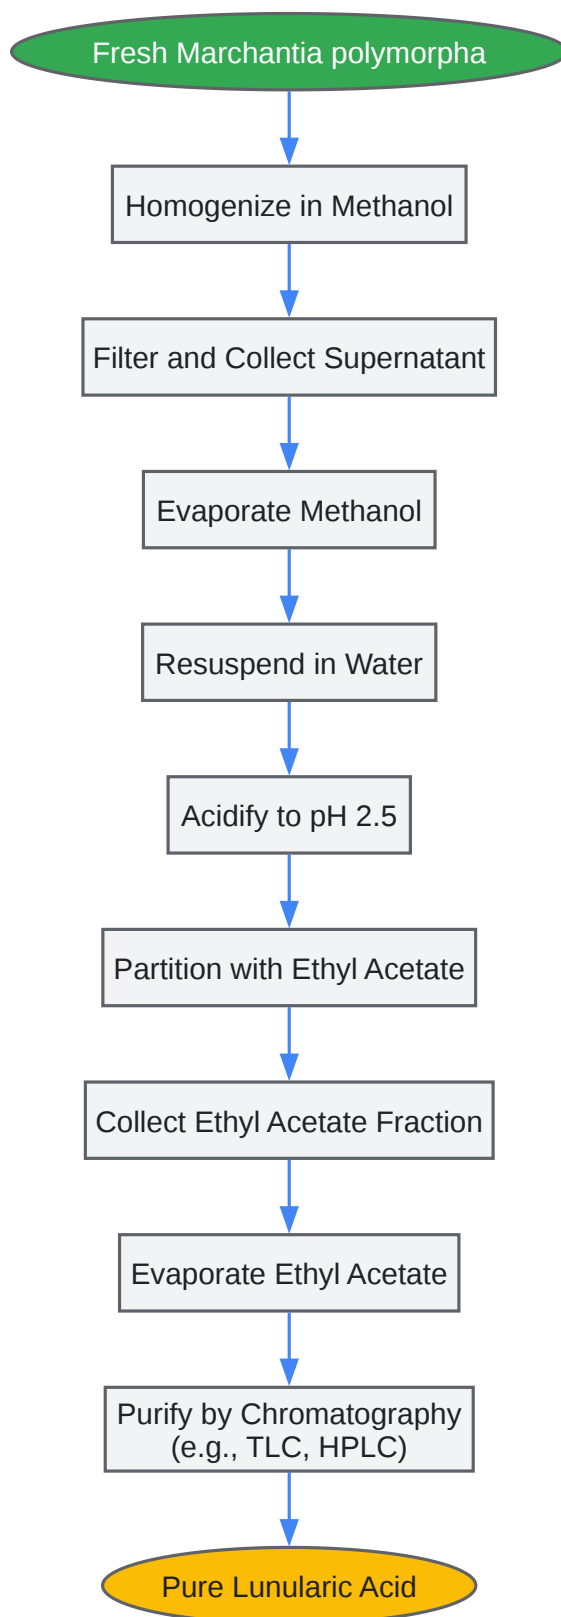 Fresh Marchantia polymorpha
Homogenize in Methanol
Filter and Collect Supernatant
Evaporate Methanol
Resuspend in Water
Acidify to pH 2.5
Partition with Ethyl Acetate
Collect Ethyl Acetate Fraction
Evaporate Ethyl Acetate
Purify by Chromatography
(e.g., TLC, HPLC)
Pure Lunularic Acid